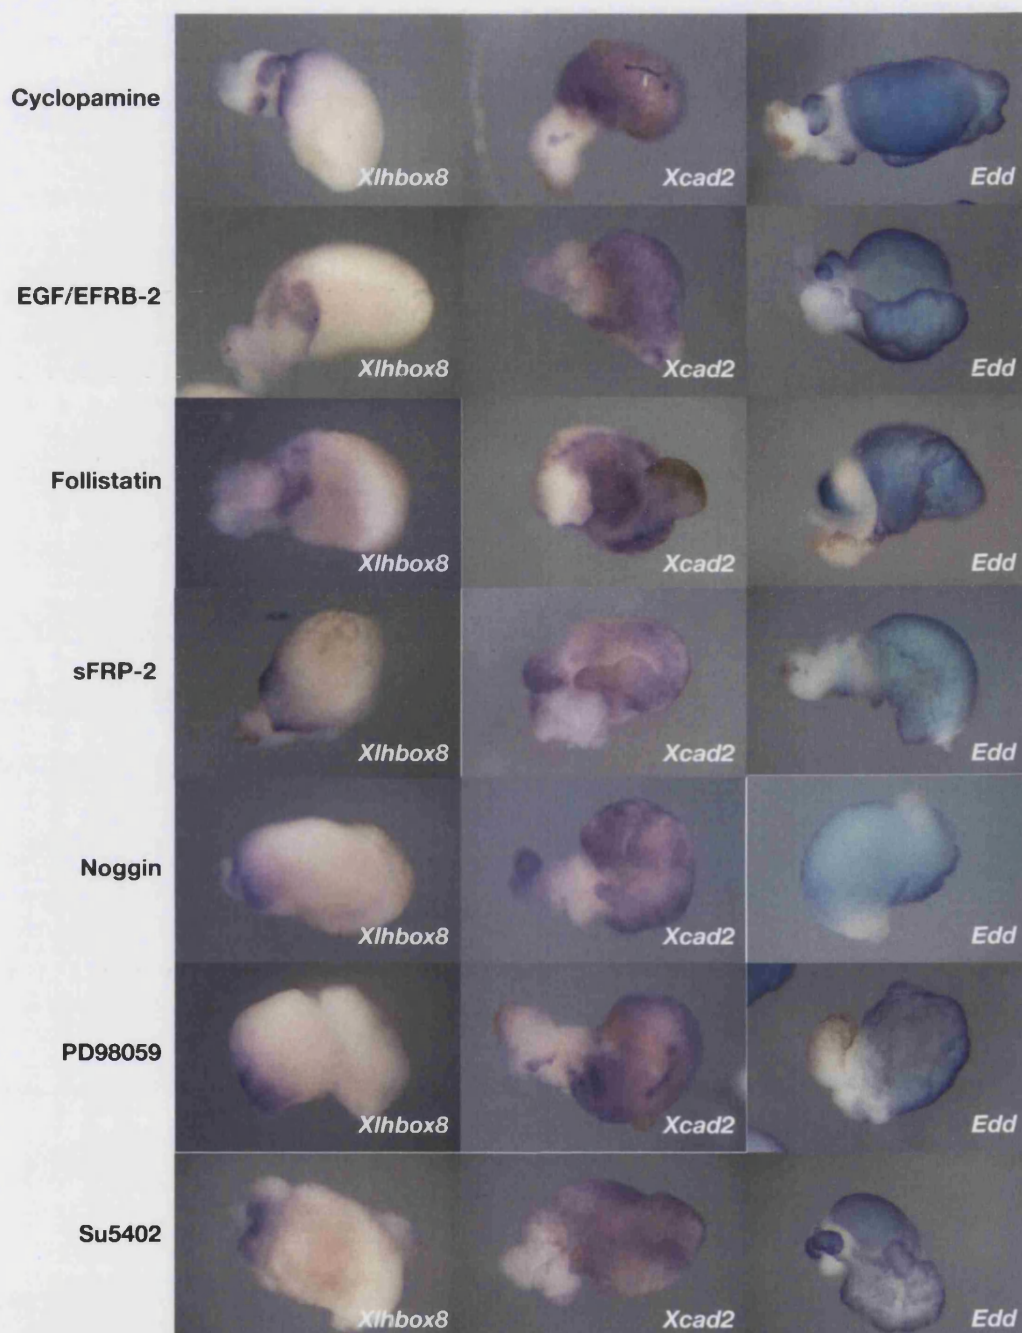 Cyclopamine
Xlhbox8 Xcad2 Edd
EGF/EFRB-2
Xlhbox8 Xcad2 Edd
Follistatin
Xlhbox8 Xcad2 Edd
sFRP-2
Xlhbox8 Xcad2 Edd
Noggin
Xlhbox8 Xcad2 Edd
PD98059
Xlhbox8 Xcad2 Edd
Su5402
Xlhbox8 Xcad2 Edd